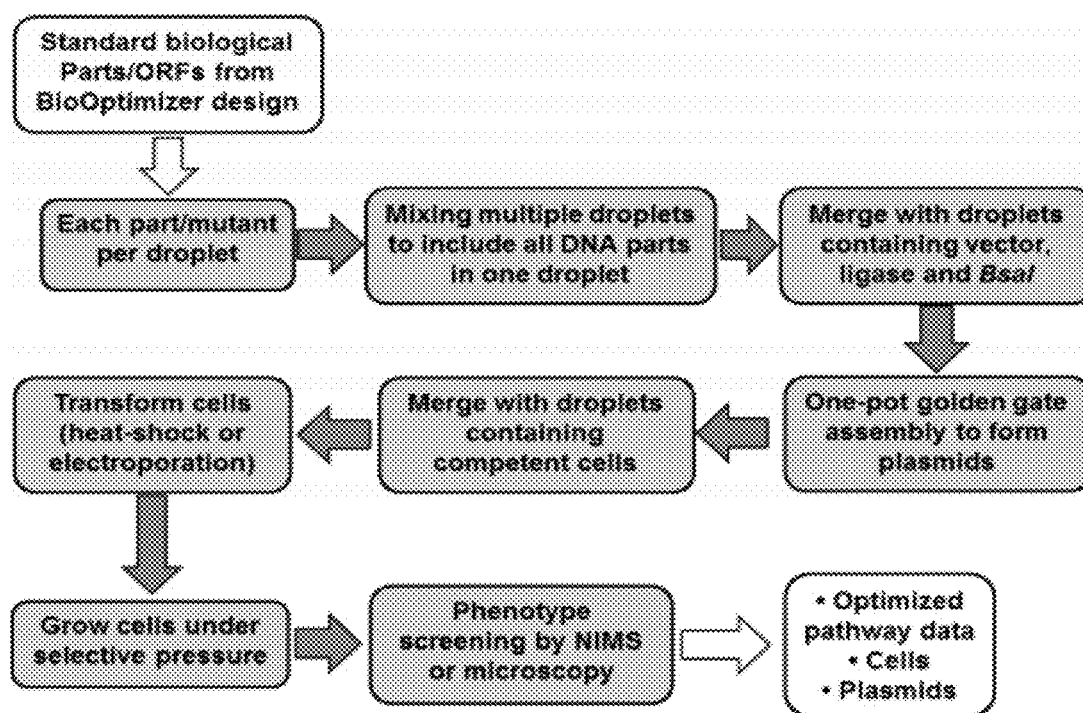 Standard biological
Parts/ORFs from
BioOptimizer design
Each part/mutant
per droplet
Mixing multiple droplets
to include all DNA parts
in one droplet
Merge with droplets
containing vector,
ligase and BsaI
One-pot golden gate
assembly to form
plasmids
Merge with droplets
containing
competent cells
Transform cells
(heat-shock or
electroporation)
Grow cells under
selective pressure
Phenotype
screening by NIMS
or microscopy
• Optimized
pathway data
• Cells
• Plasmids